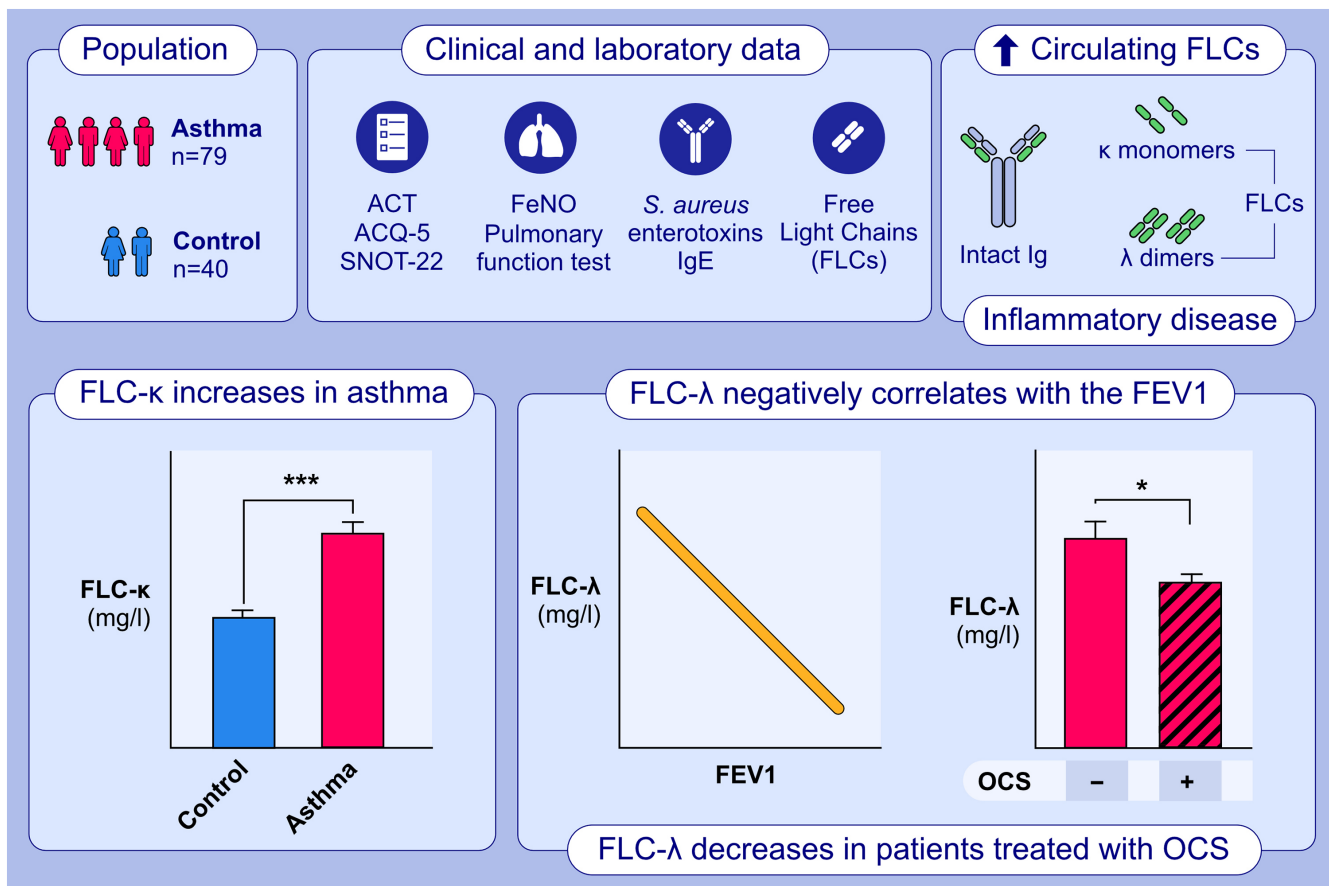 Population
Asthma
n=79
Control
n=40
Clinical and laboratory data
ACT
ACQ-5
SNOT-22
FeNO
Pulmonary
function test
S. aureus
enterotoxins
IgE
Free
Light Chains
(FLCs)
Circulating FLCs
Intact Ig
κ monomers
λ dimers
FLCs
Inflammatory disease
FLC-κ increases in asthma
FLC-κ
(mg/l)
***
Control
Asthma
FLC-λ negatively correlates with the FEV1
FLC-λ
(mg/l)
FEV1
FLC-λ
(mg/l)
*
OCS – +
FLC-λ decreases in patients treated with OCS